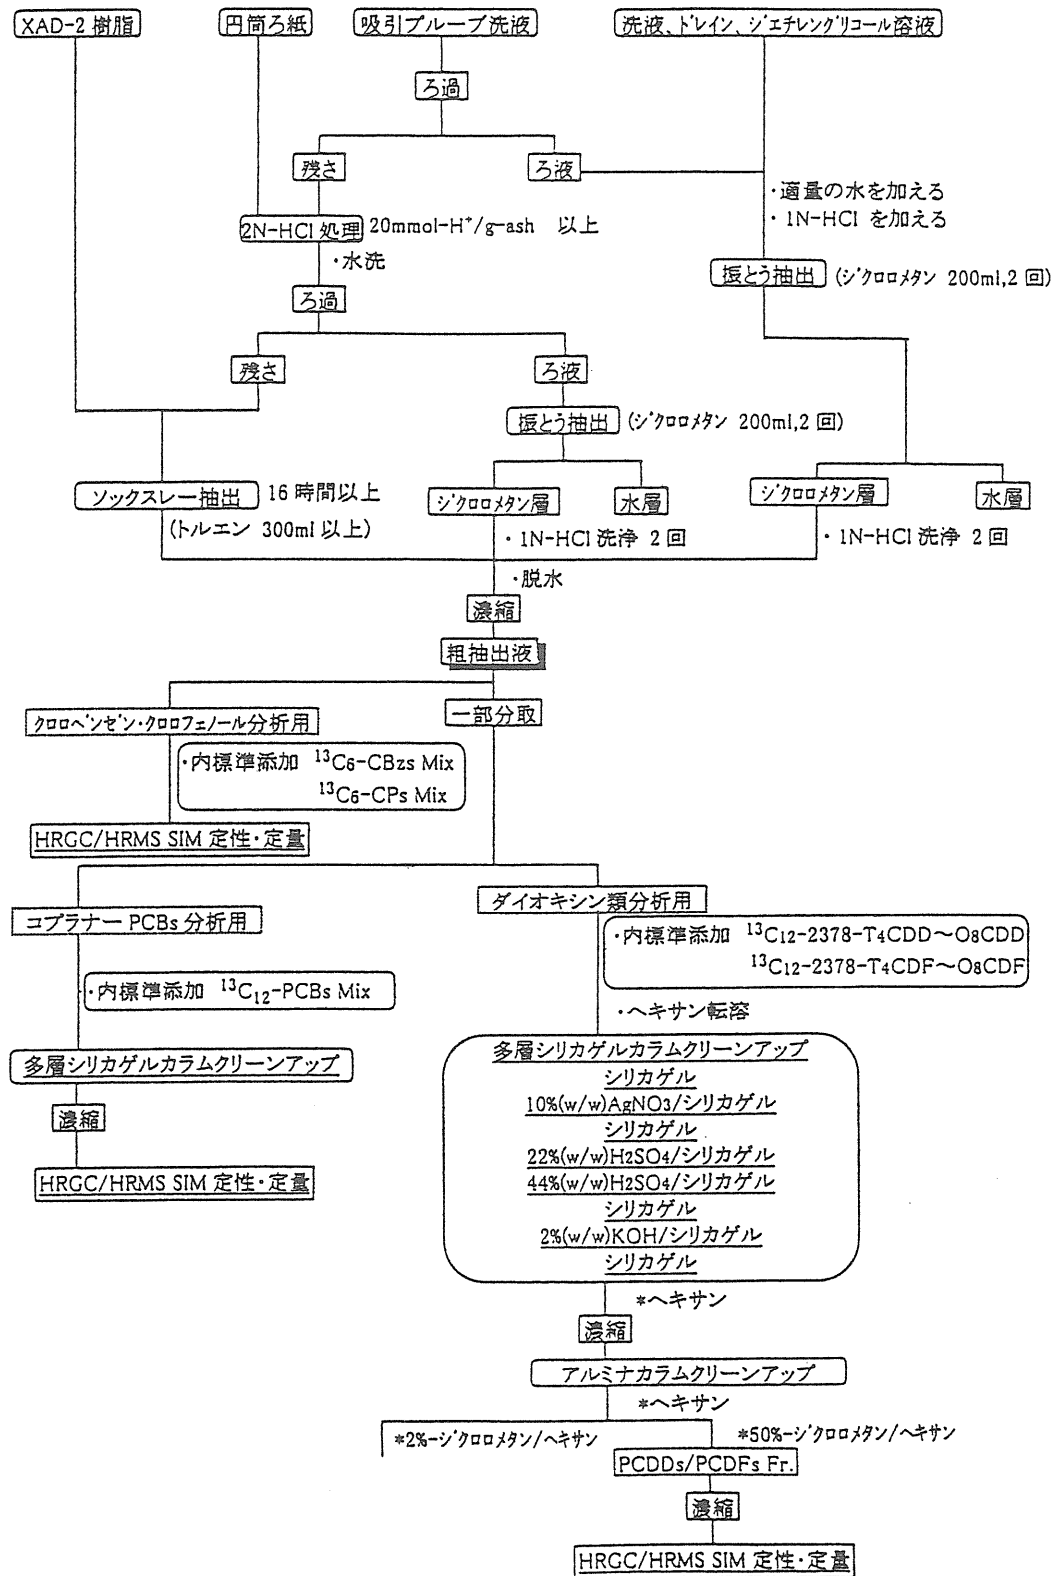 XAD-2 樹脂
円筒ろ紙
吸引プルーブ洗液
洗液、ドレイン、ジエチレングリコール溶液
ろ過
残さ
ろ液
・適量の水を加える
・1N-HCl を加える
2N-HCl 処理 20mmol-H⁺/g-ash 以上
・水洗
振とう抽出 (ジクロロメタン 200ml,2 回)
ろ過
残さ
ろ液
振とう抽出 (ジクロロメタン 200ml,2 回)
ソックスレー抽出 16 時間以上
(トルエン 300ml 以上)
ジクロロメタン層
水層
ジクロロメタン層
水層
・1N-HCl 洗浄 2 回
・1N-HCl 洗浄 2 回
・脱水
濃縮
粗抽出液
クロロベンゼン・クロロフェノール分析用
一部分取
・内標準添加 ¹³C₆-CBzs Mix
¹³C₆-CPs Mix
HRGC/HRMS SIM 定性・定量
コプラナー PCBs 分析用
ダイオキシン類分析用
・内標準添加 ¹³C₁₂-2378-T₄CDD～O₈CDD
¹³C₁₂-2378-T₄CDF～O₈CDF
・内標準添加 ¹³C₁₂-PCBs Mix
・ヘキサン転溶
多層シリカゲルカラムクリーンアップ
濃縮
HRGC/HRMS SIM 定性・定量
多層シリカゲルカラムクリーンアップ
シリカゲル
10%(w/w)AgNO₃/シリカゲル
シリカゲル
22%(w/w)H₂SO₄/シリカゲル
44%(w/w)H₂SO₄/シリカゲル
シリカゲル
2%(w/w)KOH/シリカゲル
シリカゲル
*ヘキサン
濃縮
アルミナカラムクリーンアップ
*ヘキサン
*2%-ジクロロメタン/ヘキサン
*50%-ジクロロメタン/ヘキサン
PCDDs/PCDFs Fr.
濃縮
HRGC/HRMS SIM 定性・定量